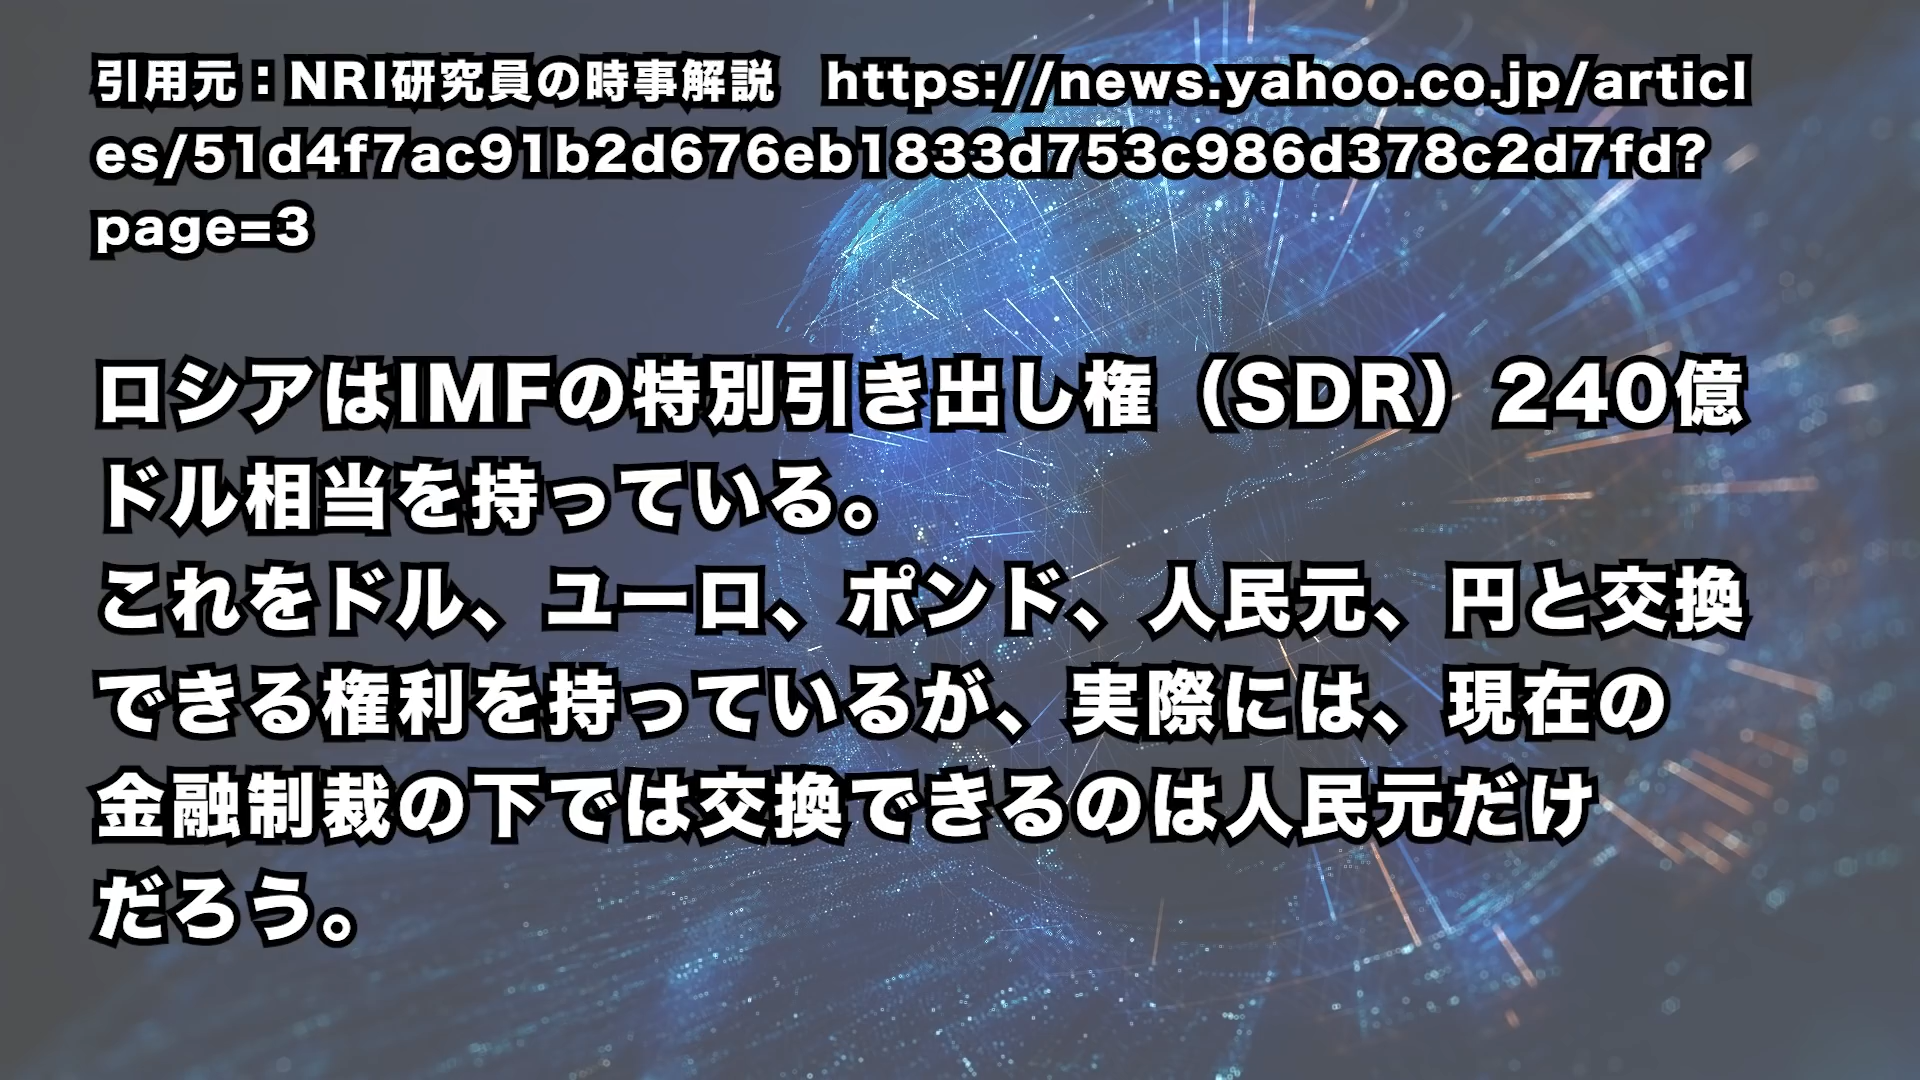 引用元：NRI研究員の時事解説　https://news.yahoo.co.jp/articl
es/51d4f7ac91b2d676eb1833d753c986d378c2d7fd?
page=3
ロシアはIMFの特別引き出し権（SDR）240億
ドル相当を持っている。
これをドル、ユーロ、ポンド、人民元、円と交換
できる権利を持っているが、実際には、現在の
金融制裁の下では交換できるのは人民元だけ
だろう。